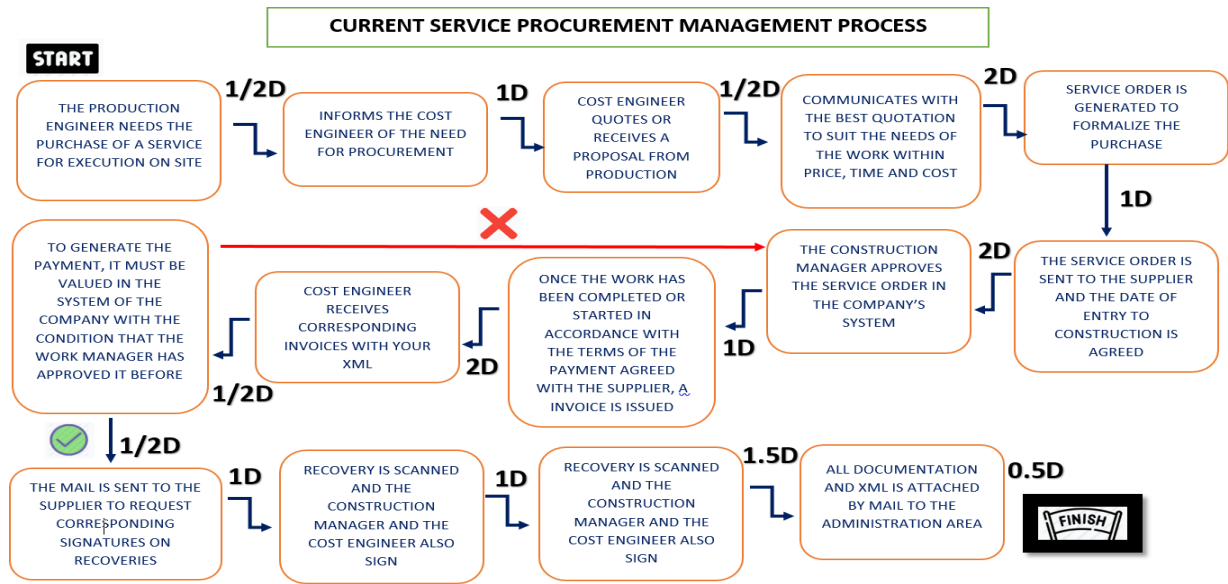 CURRENT SERVICE PROCUREMENT MANAGEMENT PROCESS
START
THE PRODUCTION
ENGINEER NEEDS THE
PURCHASE OF A SERVICE
FOR EXECUTION ON SITE
1/2D
INFORMS THE COST
ENGINEER OF THE NEED
FOR PROCUREMENT
1D
COST ENGINEER
QUOTES OR
RECEIVES A
PROPOSAL FROM
PRODUCTION
1/2D
COMMUNICATES WITH
THE BEST QUOTATION
TO SUIT THE NEEDS OF
THE WORK WITHIN
PRICE, TIME AND COST
2D
SERVICE ORDER IS
GENERATED TO
FORMALIZE THE
PURCHASE
1D
THE SERVICE ORDER IS
SENT TO THE SUPPLIER
AND THE DATE OF
ENTRY TO
CONSTRUCTION IS
AGREED
2D
THE CONSTRUCTION
MANAGER APPROVES
THE SERVICE ORDER IN
THE COMPANY'S
SYSTEM
1D
ONCE THE WORK HAS
BEEN COMPLETED OR
STARTED IN
ACCORDANCE WITH
THE TERMS OF THE
PAYMENT AGREED
WITH THE SUPPLIER, A
INVOICE IS ISSUED
2D
COST ENGINEER
RECEIVES
CORRESPONDING
INVOICES WITH YOUR
XML
1/2D
TO GENERATE THE
PAYMENT, IT MUST BE
VALUED IN THE
SYSTEM OF THE
COMPANY WITH THE
CONDITION THAT THE
WORK MANAGER HAS
APPROVED IT BEFORE
1/2D
THE MAIL IS SENT TO THE
SUPPLIER TO REQUEST
CORRESPONDING
SIGNATURES ON
RECOVERIES
1D
RECOVERY IS SCANNED
AND THE
CONSTRUCTION
MANAGER AND THE
COST ENGINEER ALSO
SIGN
1D
RECOVERY IS SCANNED
AND THE
CONSTRUCTION
MANAGER AND THE
COST ENGINEER ALSO
SIGN
1.5D
ALL DOCUMENTATION
AND XML IS ATTACHED
BY MAIL TO THE
ADMINISTRATION AREA
0.5D
FINISH